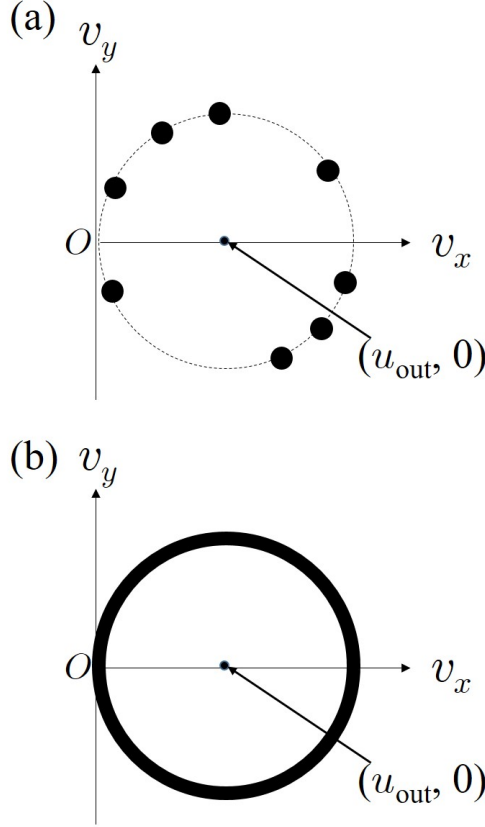 (a)
v_y
O
v_x
(u_out, 0)
(b) v_y
O
v_x
(u_out, 0)